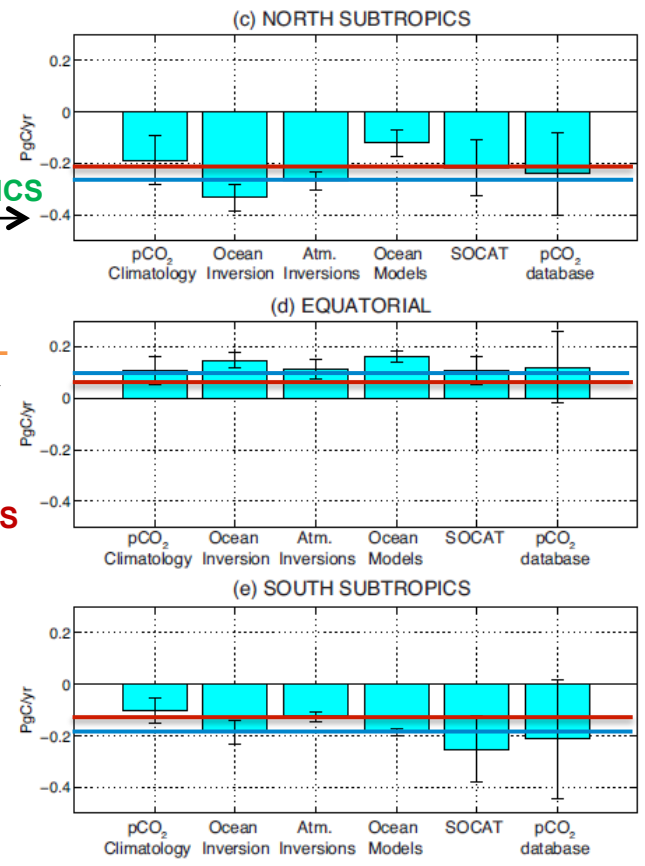 (c) NORTH SUBTROPICS
0.2
0
−0.2
−0.4
PgC/yr
CS
pCO₂ Ocean Atm. Ocean SOCAT pCO₂
Climatology Inversion Inversions Models database
(d) EQUATORIAL
0.2
0
−0.2
−0.4
PgC/yr
S
pCO₂ Ocean Atm. Ocean SOCAT pCO₂
Climatology Inversion Inversions Models database
(e) SOUTH SUBTROPICS
0.2
0
−0.2
−0.4
PgC/yr
pCO₂ Ocean Atm. Ocean SOCAT pCO₂
Climatology Inversion Inversions Models database